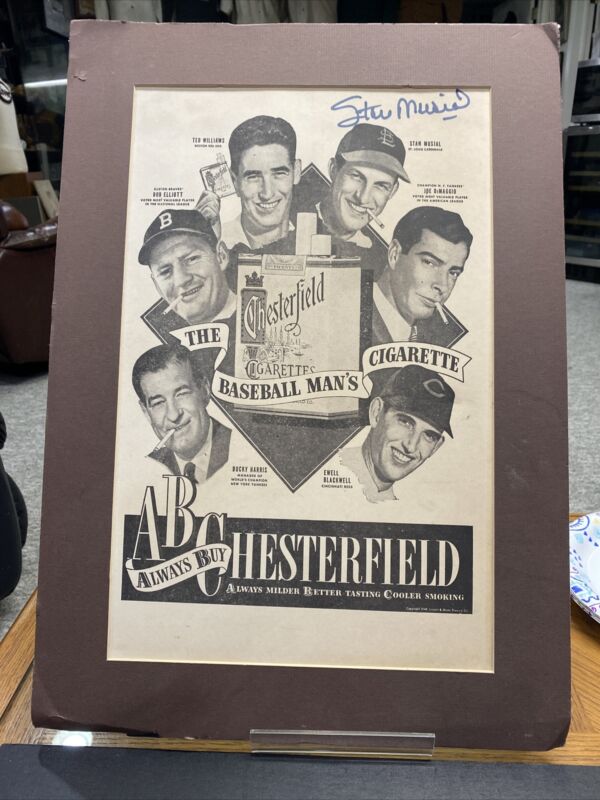 Stan Musial
TED WILLIAMS
BOSTON RED SOX
STAN MUSIAL
ST. LOUIS CARDINALS
BOSTON BRAVES'
BOB ELLIOTT
VOTED MOST VALUABLE PLAYER
IN THE NATIONAL LEAGUE
CHAMPION N. Y. YANKEES'
JOE DiMAGGIO
VOTED MOST VALUABLE PLAYER
IN THE AMERICAN LEAGUE
B
Chesterfield
CIGARETTES
THE
BASEBALL MAN'S
CIGARETTE
C
BUCKY HARRIS
MANAGER OF
WORLD'S CHAMPION
NEW YORK YANKEES
EWELL
BLACKWELL
CINCINNATI REDS
ABC
ALWAYS BUY
CHESTERFIELD
ALWAYS MILDER BETTER TASTING COOLER SMOKING